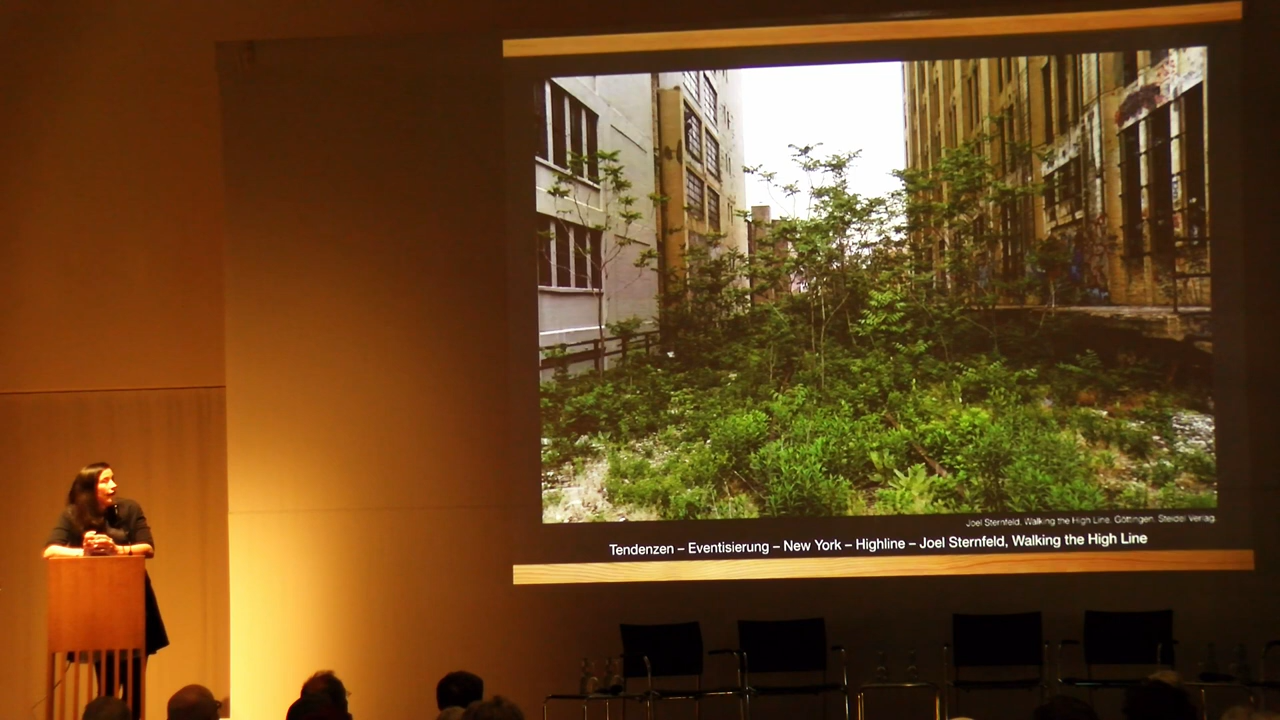 Joel Sternfeld, Walking the High Line. Göttingen. Steidel Verlag.
Tendenzen – Eventisierung – New York – Highline – Joel Sternfeld, Walking the High Line